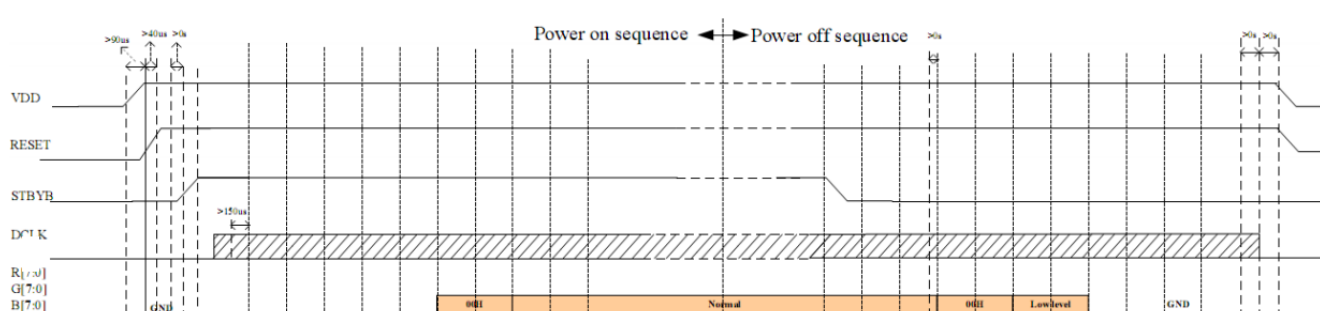 Power on sequence Power off sequence
>90us >40us >0s >0s >0s >0s
VDD
RESET
STBYB
>150us
DCLK
R[7:0]
G[7:0]
B[7:0] GND 00H Normal 00H Low level GND